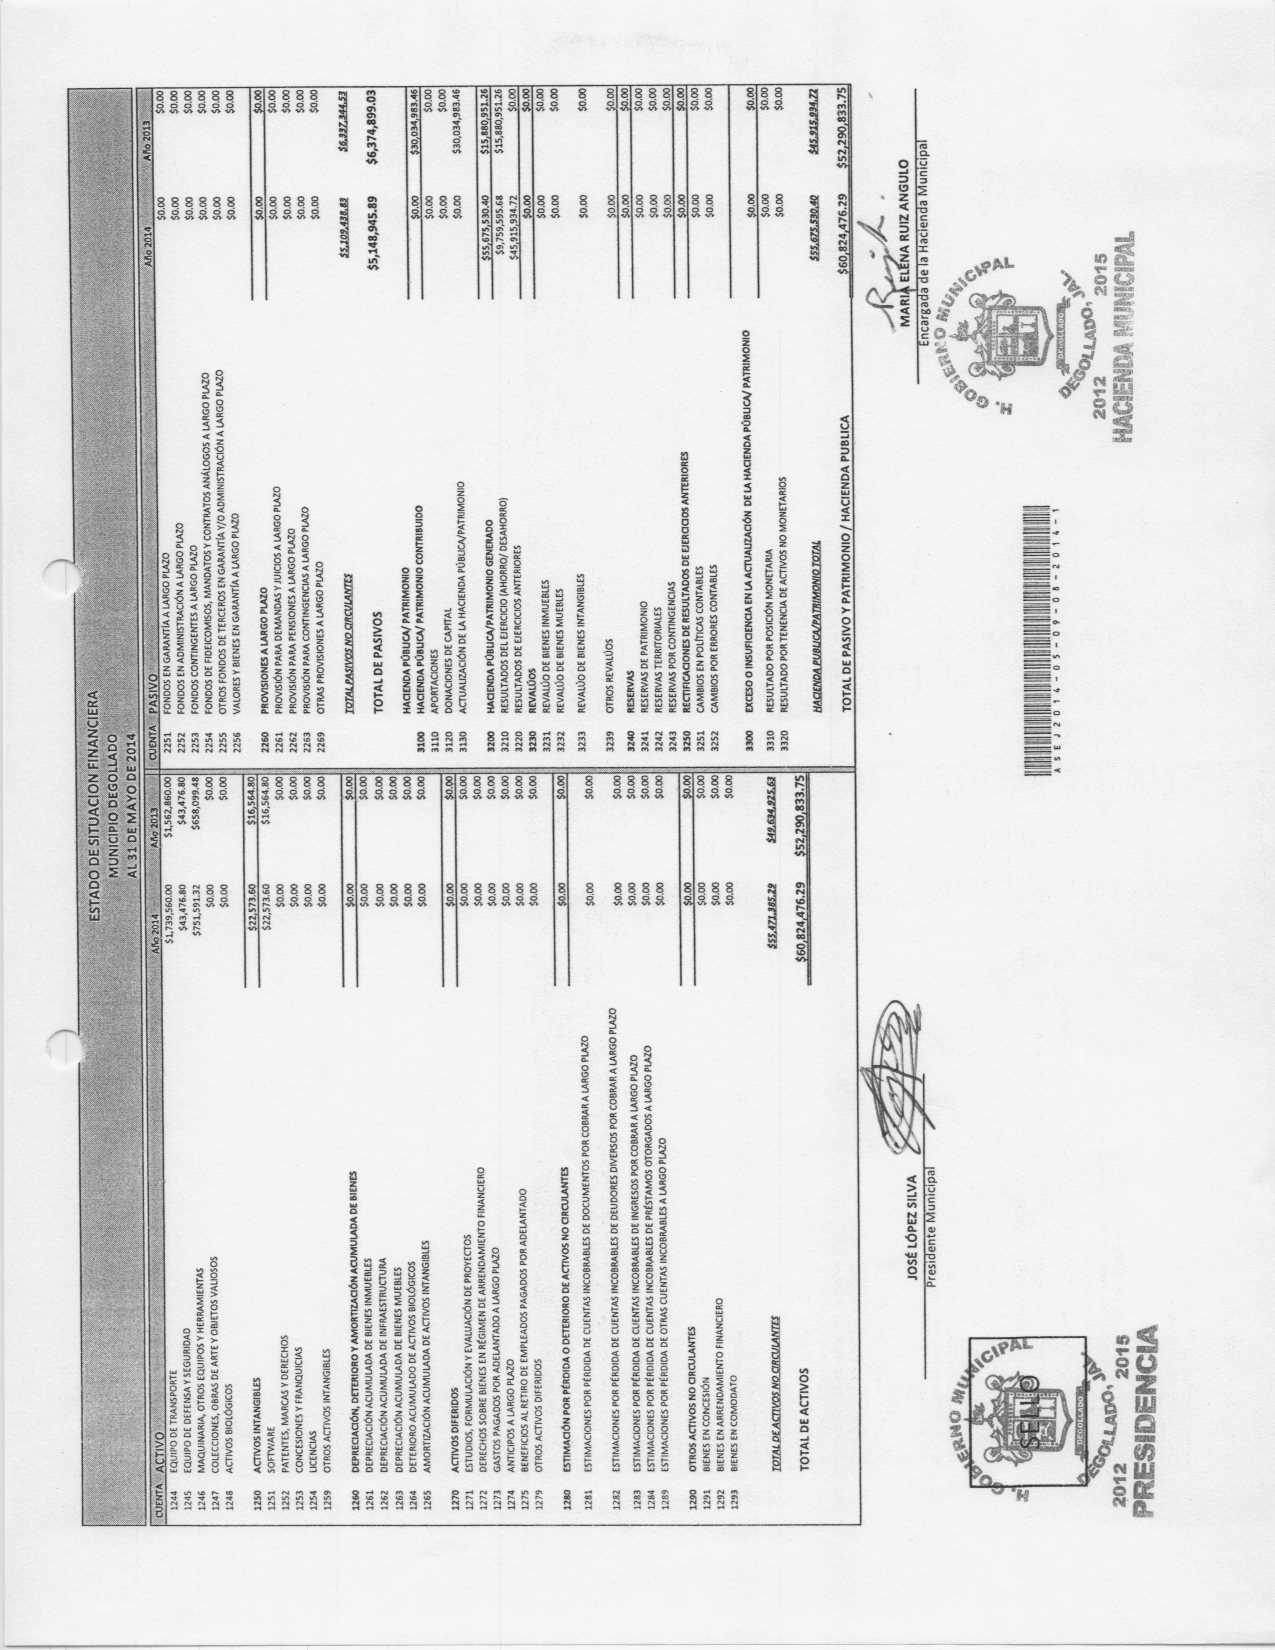 ESTADO DE SITUACION FINANCIERA
MUNICIPIO DEGOLLADO
AL 31 DE MAYO DE 2014
CUENTA ACTIVO Año 2014 Año 2013
1244 EQUIPO DE TRANSPORTE $1,739,560.00 $1,562,860.00
1245 EQUIPO DE DEFENSA Y SEGURIDAD $43,476.80 $43,476.80
1246 MAQUINARIA, OTROS EQUIPOS Y HERRAMIENTAS $751,591.32 $658,099.48
1247 COLECCIONES, OBRAS DE ARTE Y OBJETOS VALIOSOS $0.00 $0.00
1248 ACTIVOS BIOLÓGICOS $0.00 $0.00
1250 ACTIVOS INTANGIBLES $22,573.60 $16,564.80
1251 SOFTWARE $22,573.60 $16,564.80
1252 PATENTES, MARCAS Y DERECHOS $0.00 $0.00
1253 CONCESIONES Y FRANQUICIAS $0.00 $0.00
1254 LICENCIAS $0.00 $0.00
1259 OTROS ACTIVOS INTANGIBLES $0.00 $0.00
1260 DEPRECIACIÓN, DETERIORO Y AMORTIZACIÓN ACUMULADA DE BIENES $0.00 $0.00
1261 DEPRECIACIÓN ACUMULADA DE BIENES INMUEBLES $0.00 $0.00
1262 DEPRECIACIÓN ACUMULADA DE INFRAESTRUCTURA $0.00 $0.00
1263 DEPRECIACIÓN ACUMULADA DE BIENES MUEBLES $0.00 $0.00
1264 DETERIORO ACUMULADO DE ACTIVOS BIOLÓGICOS $0.00 $0.00
1265 AMORTIZACIÓN ACUMULADA DE ACTIVOS INTANGIBLES $0.00 $0.00
1270 ACTIVOS DIFERIDOS $0.00 $0.00
1271 ESTUDIOS, FORMULACIÓN Y EVALUACIÓN DE PROYECTOS $0.00 $0.00
1272 DERECHOS SOBRE BIENES EN RÉGIMEN DE ARRENDAMIENTO FINANCIERO $0.00 $0.00
1273 GASTOS PAGADOS POR ADELANTADO A LARGO PLAZO $0.00 $0.00
1274 ANTICIPOS A LARGO PLAZO $0.00 $0.00
1275 BENEFICIOS AL RETIRO DE EMPLEADOS PAGADOS POR ADELANTADO $0.00 $0.00
1279 OTROS ACTIVOS DIFERIDOS $0.00 $0.00
1280 ESTIMACIÓN POR PÉRDIDA O DETERIORO DE ACTIVOS NO CIRCULANTES $0.00 $0.00
1281 ESTIMACIONES POR PÉRDIDA DE CUENTAS INCOBRABLES DE DOCUMENTOS POR COBRAR A LARGO PLAZO $0.00 $0.00
1282 ESTIMACIONES POR PÉRDIDA DE CUENTAS INCOBRABLES DE DEUDORES DIVERSOS POR COBRAR A LARGO PLAZO $0.00 $0.00
1283 ESTIMACIONES POR PÉRDIDA DE CUENTAS INCOBRABLES DE INGRESOS POR COBRAR A LARGO PLAZO $0.00 $0.00
1284 ESTIMACIONES POR PÉRDIDA DE CUENTAS INCOBRABLES DE PRÉSTAMOS OTORGADOS A LARGO PLAZO $0.00 $0.00
1289 ESTIMACIONES POR PÉRDIDA DE OTRAS CUENTAS INCOBRABLES A LARGO PLAZO $0.00 $0.00
1290 OTROS ACTIVOS NO CIRCULANTES $0.00 $0.00
1291 BIENES EN CONCESIÓN $0.00 $0.00
1292 BIENES EN ARRENDAMIENTO FINANCIERO $0.00 $0.00
1293 BIENES EN COMODATO $0.00 $0.00
TOTAL DE ACTIVOS NO CIRCULANTES $55,471,385.29 $49,634,925.63
TOTAL DE ACTIVOS $60,824,476.29 $52,290,833.75
CUENTA PASIVO Año 2014 Año 2013
2251 FONDOS EN GARANTÍA A LARGO PLAZO $0.00 $0.00
2252 FONDOS EN ADMINISTRACIÓN A LARGO PLAZO $0.00 $0.00
2253 FONDOS CONTINGENTES A LARGO PLAZO $0.00 $0.00
2254 FONDOS DE FIDEICOMISOS, MANDATOS Y CONTRATOS ANÁLOGOS A LARGO PLAZO $0.00 $0.00
2255 OTROS FONDOS DE TERCEROS EN GARANTÍA Y/O ADMINISTRACIÓN A LARGO PLAZO $0.00 $0.00
2256 VALORES Y BIENES EN GARANTÍA A LARGO PLAZO $0.00 $0.00
2260 PROVISIONES A LARGO PLAZO $0.00 $0.00
2261 PROVISIÓN PARA DEMANDAS Y JUICIOS A LARGO PLAZO $0.00 $0.00
2262 PROVISIÓN PARA PENSIONES A LARGO PLAZO $0.00 $0.00
2263 PROVISIÓN PARA CONTINGENCIAS A LARGO PLAZO $0.00 $0.00
2269 OTRAS PROVISIONES A LARGO PLAZO $0.00 $0.00
TOTAL PASIVOS NO CIRCULANTES $5,109,438.83 $6,337,344.53
TOTAL DE PASIVOS $5,148,945.89 $6,374,899.03
HACIENDA PÚBLICA/ PATRIMONIO
3100 HACIENDA PÚBLICA/ PATRIMONIO CONTRIBUIDO $0.00 $30,034,983.46
3110 APORTACIONES $0.00 $0.00
3120 DONACIONES DE CAPITAL $0.00 $0.00
3130 ACTUALIZACIÓN DE LA HACIENDA PÚBLICA/PATRIMONIO $0.00 $30,034,983.46
3200 HACIENDA PÚBLICA/PATRIMONIO GENERADO $55,675,530.40 $15,880,951.26
3210 RESULTADOS DEL EJERCICIO (AHORRO/ DESAHORRO) $9,759,595.68 $15,880,951.26
3220 RESULTADOS DE EJERCICIOS ANTERIORES $45,915,934.72 $0.00
3230 REVALÚOS $0.00 $0.00
3231 REVALÚO DE BIENES INMUEBLES $0.00 $0.00
3232 REVALÚO DE BIENES MUEBLES $0.00 $0.00
3233 REVALÚO DE BIENES INTANGIBLES $0.00 $0.00
3239 OTROS REVALÚOS $0.00 $0.00
3240 RESERVAS $0.00 $0.00
3241 RESERVAS DE PATRIMONIO $0.00 $0.00
3242 RESERVAS TERRITORIALES $0.00 $0.00
3243 RESERVAS POR CONTINGENCIAS $0.00 $0.00
3250 RECTIFICACIONES DE RESULTADOS DE EJERCICIOS ANTERIORES $0.00 $0.00
3251 CAMBIOS EN POLÍTICAS CONTABLES $0.00 $0.00
3252 CAMBIOS POR ERRORES CONTABLES $0.00 $0.00
3300 EXCESO O INSUFICIENCIA EN LA ACTUALIZACIÓN DE LA HACIENDA PÚBLICA/ PATRIMONIO $0.00 $0.00
3310 RESULTADO POR POSICIÓN MONETARIA $0.00 $0.00
3320 RESULTADO POR TENENCIA DE ACTIVOS NO MONETARIOS $0.00 $0.00
HACIENDA PUBLICA/PATRIMONIO TOTAL $55,675,530.40 $45,915,934.72
TOTAL DE PASIVO Y PATRIMONIO / HACIENDA PUBLICA $60,824,476.29 $52,290,833.75
JOSÉ LÓPEZ SILVA
Presidente Municipal
MARIA ELENA RUIZ ANGULO
Encargada de la Hacienda Municipal
H. GOBIERNO MUNICIPAL
SELLO
DEGOLLADO
DEGOLLADO, JAL.
2012 2015
PRESIDENCIA
ASEJ2014-05-09-08-2014-1
H. GOBIERNO MUNICIPAL
DEGOLLADO
DEGOLLADO, JAL.
2012 2015
HACIENDA MUNICIPAL